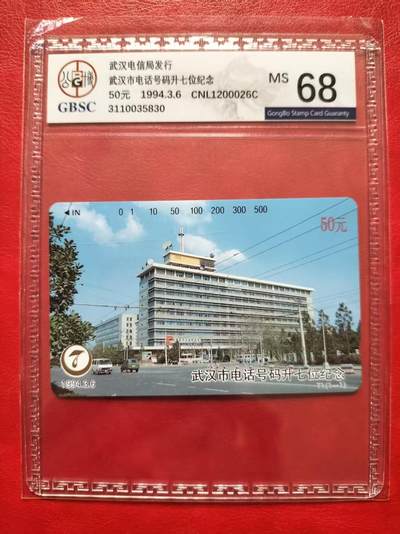 武汉电信局发行
武汉市电话号码升七位纪念
50元 1994.3.6 CNL1200026C
3110035830
GBSC
MS 68
GongBo Stamp Card Guaranty
◀IN 0 1 10 50 100 200 300 500
50元
1994.3.6
武汉市电话号码升七位纪念